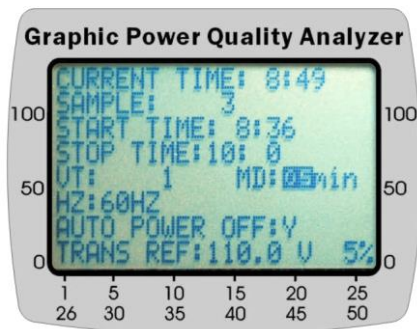 Graphic Power Quality Analyzer
CURRENT TIME: 8:49
SAMPLE: 3
START TIME: 8:36
STOP TIME:10: 0
VT: 1 MD:05min
HZ:60HZ
AUTO POWER OFF:Y
TRANS REF:110.0 V 5%
100 100
50 50
0 0
1 5 10 15 20 25
26 30 35 40 45 50